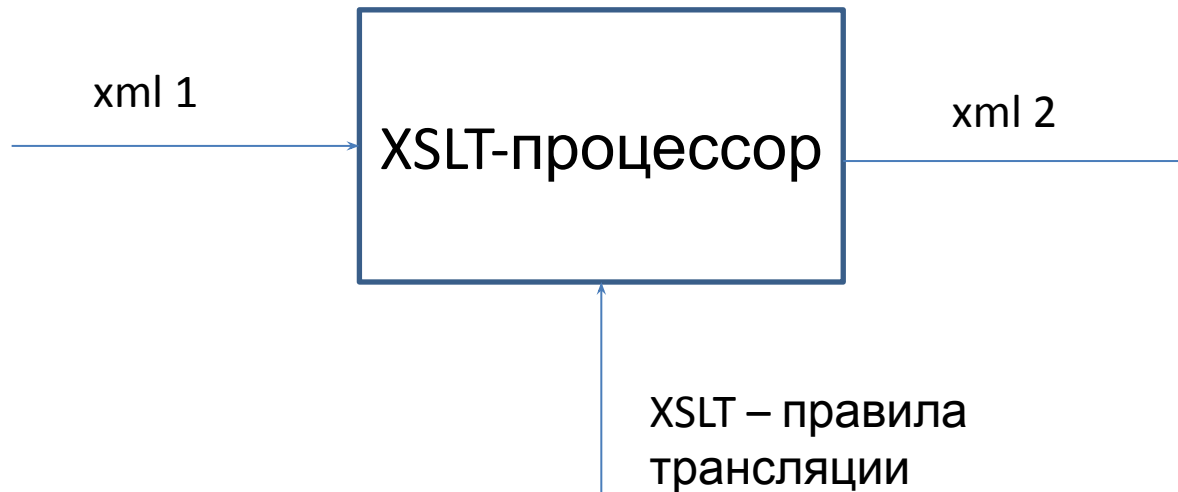 xml 1
xml 2
XSLT-процессор
XSLT – правила
трансляции